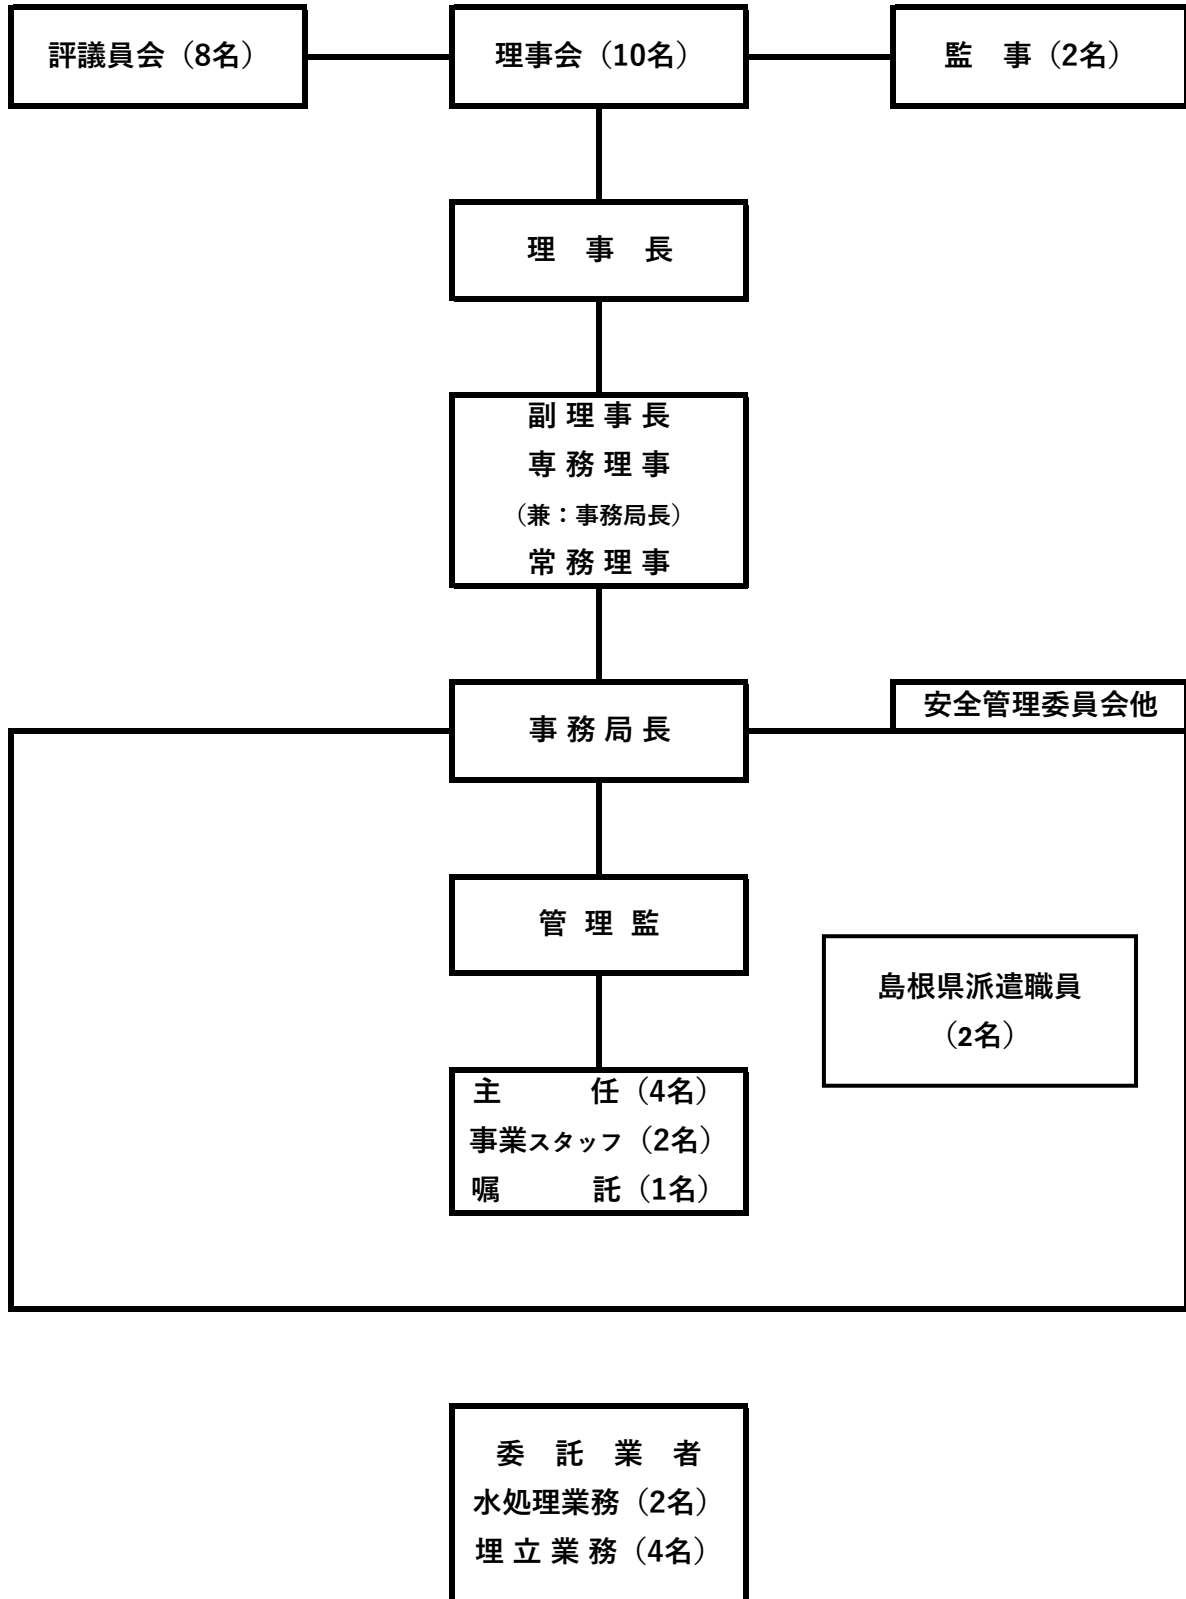 評議員会（8名）
理事会（10名）
監　事（2名）
理　事　長
副 理 事 長
専 務 理 事
（兼：事務局長）
常 務 理 事
事 務 局 長
安全管理委員会他
管 理 監
島根県派遣職員
（2名）
主　　　任（4名）
事業スタッフ（2名）
嘱　　　託（1名）
委　託　業　者
水処理業務（2名）
埋 立 業 務（4名）